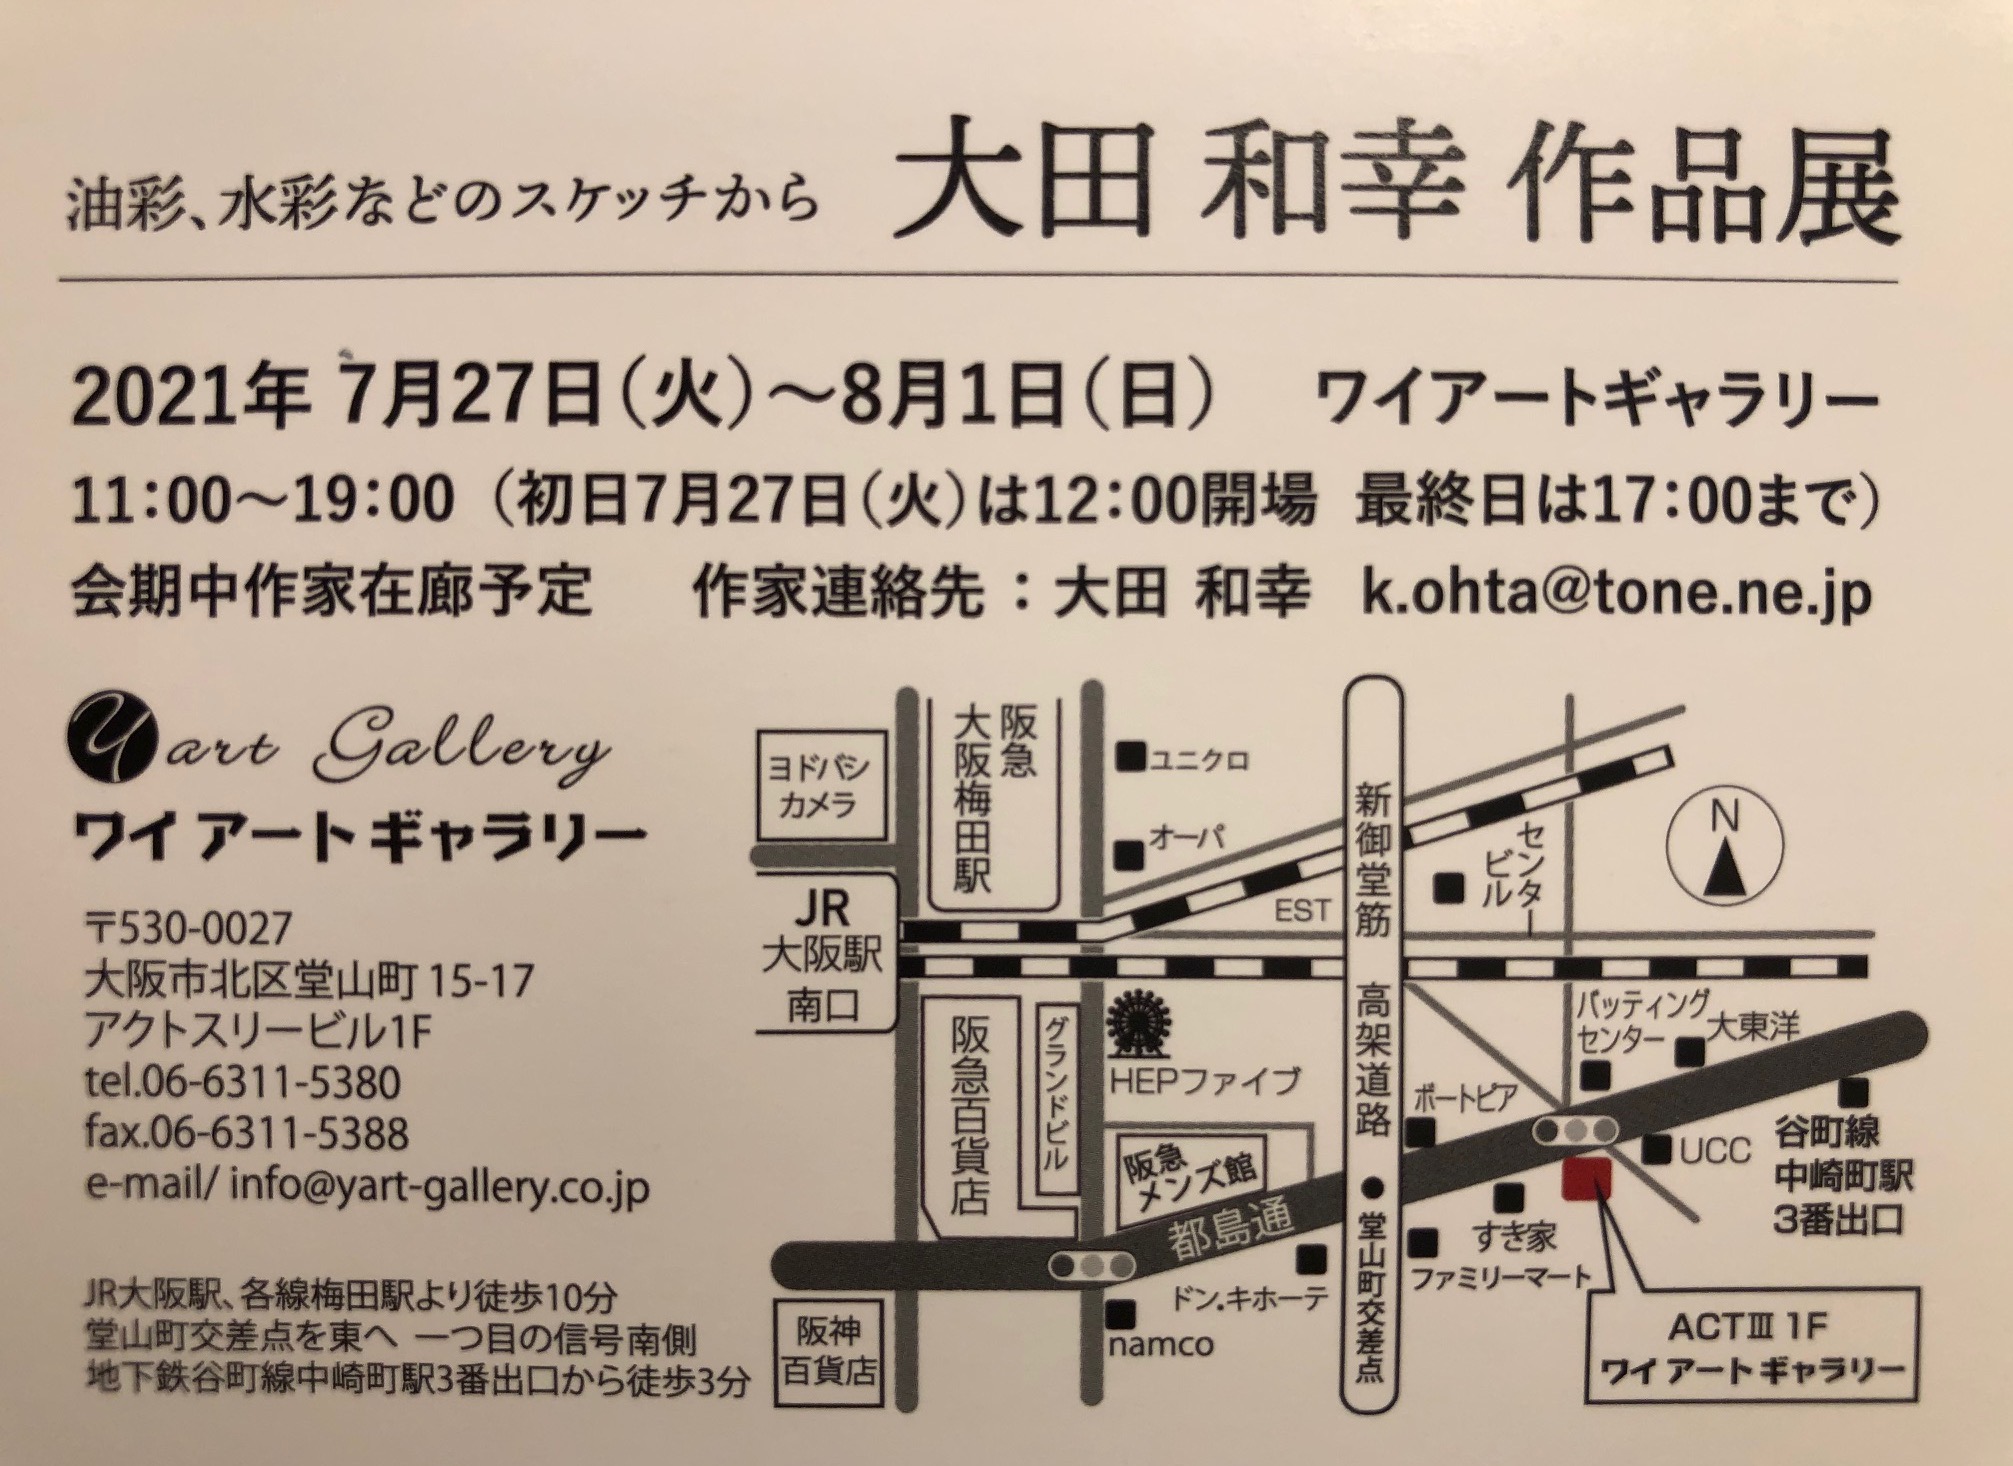 油彩、水彩などのスケッチから 大田 和幸 作品展
2021年 7月27日（火）～8月1日（日） ワイアートギャラリー
11：00～19：00（初日7月27日（火）は12：00開場 最終日は17：00まで）
会期中作家在廊予定 作家連絡先：大田 和幸 k.ohta@tone.ne.jp
Y art Gallery
ワイ アート ギャラリー
〒530-0027
大阪市北区堂山町 15-17
アクトスリービル1F
tel.06-6311-5380
fax.06-6311-5388
e-mail/ info@yart-gallery.co.jp
JR大阪駅、各線梅田駅より徒歩10分
堂山町交差点を東へ 一つ目の信号南側
地下鉄谷町線中崎町駅3番出口から徒歩3分
ヨドバシ
カメラ
阪急
大阪梅田駅
ユニクロ
オーパ
JR
大阪駅
南口
EST
新御堂筋 高架道路
センター
ビル
N
阪急百貨店
グランドビル
HEPファイブ
阪急
メンズ館
都島通
バッティング
センター
大東洋
ボートピア
UCC
谷町線
中崎町駅
3番出口
すき家
ファミリーマート
ドン.キホーテ
堂山町交差点
namco
阪神
百貨店
ACTⅢ 1F
ワイ アート ギャラリー